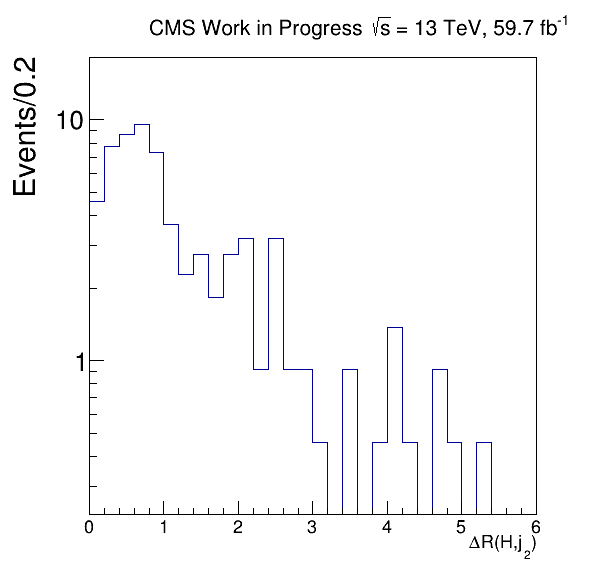 CMS Work in Progress √s = 13 TeV, 59.7 fb⁻¹
Events/0.2
10
1
0 1 2 3 4 5 6
ΔR(H,j₂)